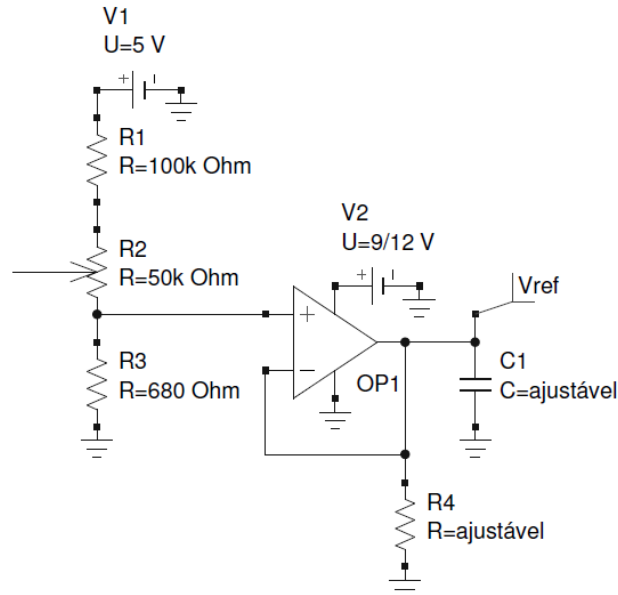 V1
U=5 V
+
R1
R=100k Ohm
R2
R=50k Ohm
R3
R=680 Ohm
V2
U=9/12 V
+
+
−
OP1
Vref
C1
C=ajustável
R4
R=ajustável